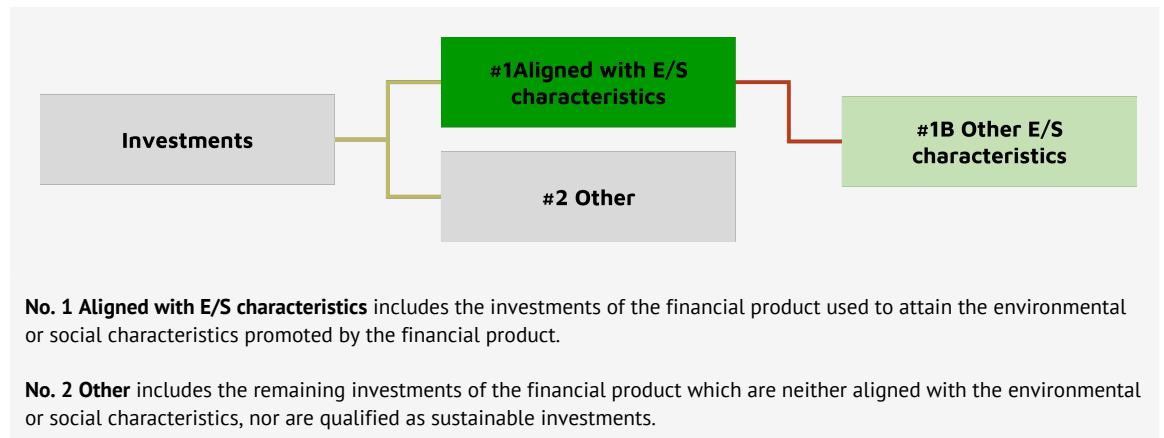 #1Aligned with E/S
characteristics
Investments
#1B Other E/S
characteristics
#2 Other
No. 1 Aligned with E/S characteristics includes the investments of the financial product used to attain the environmental
or social characteristics promoted by the financial product.
No. 2 Other includes the remaining investments of the financial product which are neither aligned with the environmental
or social characteristics, nor are qualified as sustainable investments.